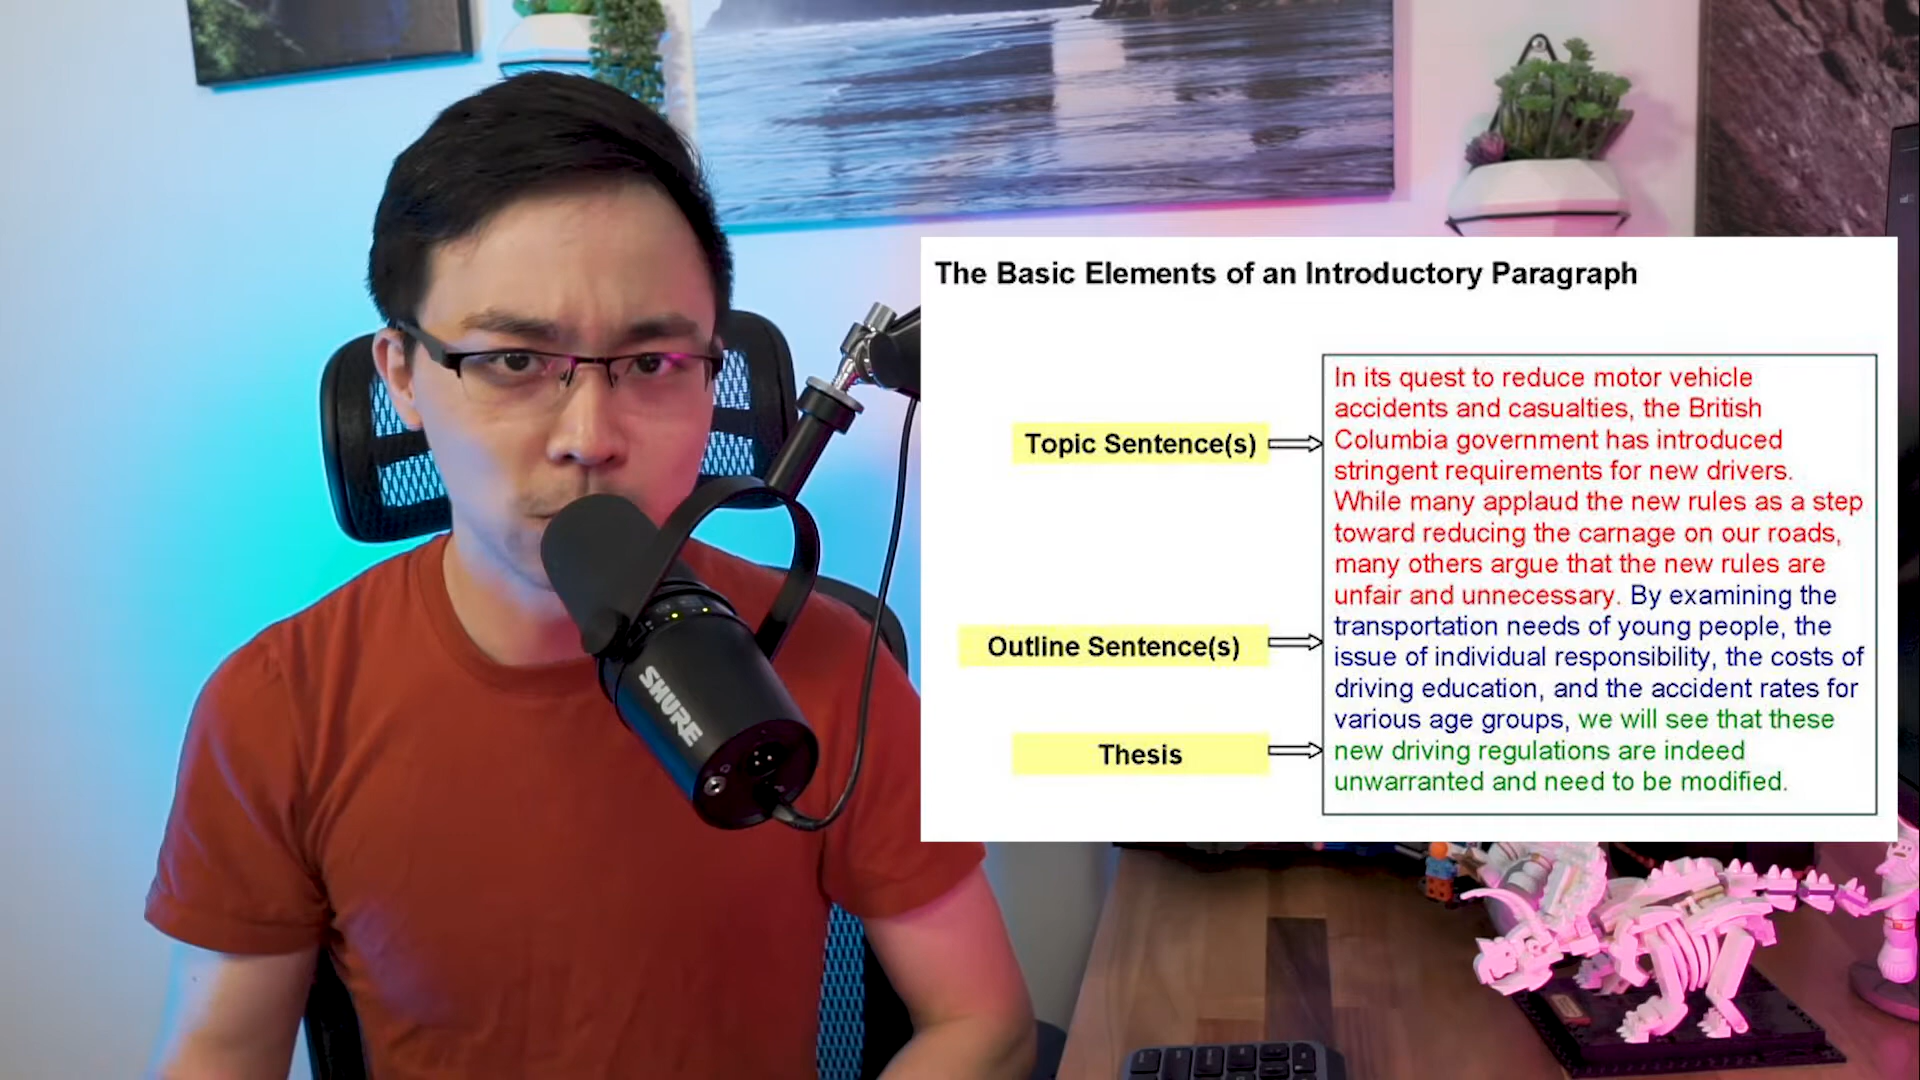 The Basic Elements of an Introductory Paragraph
Topic Sentence(s)
In its quest to reduce motor vehicle
accidents and casualties, the British
Columbia government has introduced
stringent requirements for new drivers.
While many applaud the new rules as a step
toward reducing the carnage on our roads,
many others argue that the new rules are
unfair and unnecessary. By examining the
Outline Sentence(s)
transportation needs of young people, the
issue of individual responsibility, the costs of
driving education, and the accident rates for
various age groups, we will see that these
Thesis
new driving regulations are indeed
unwarranted and need to be modified.
SHURE